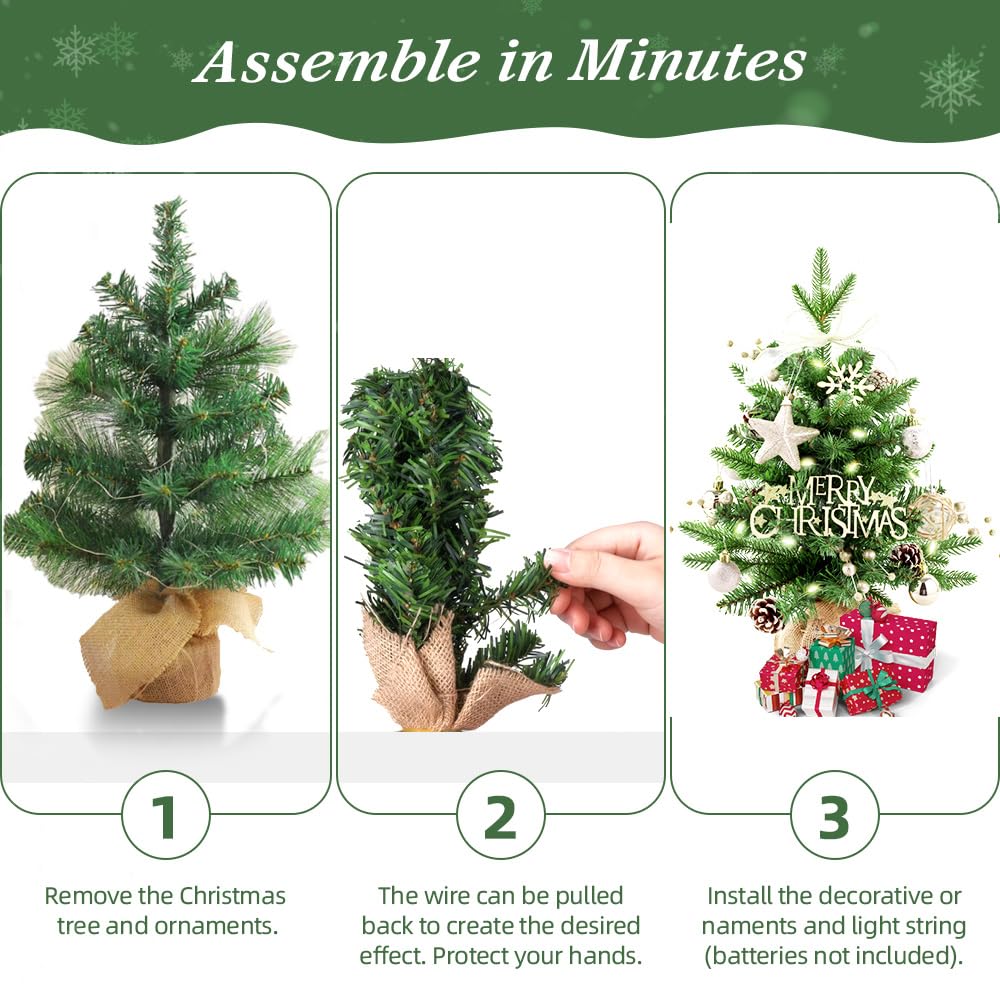 Assemble in Minutes
MERRY
CHRISTMAS
1
Remove the Christmas
tree and ornaments.
2
The wire can be pulled
back to create the desired
effect. Protect your hands.
3
Install the decorative or
naments and light string
(batteries not included).